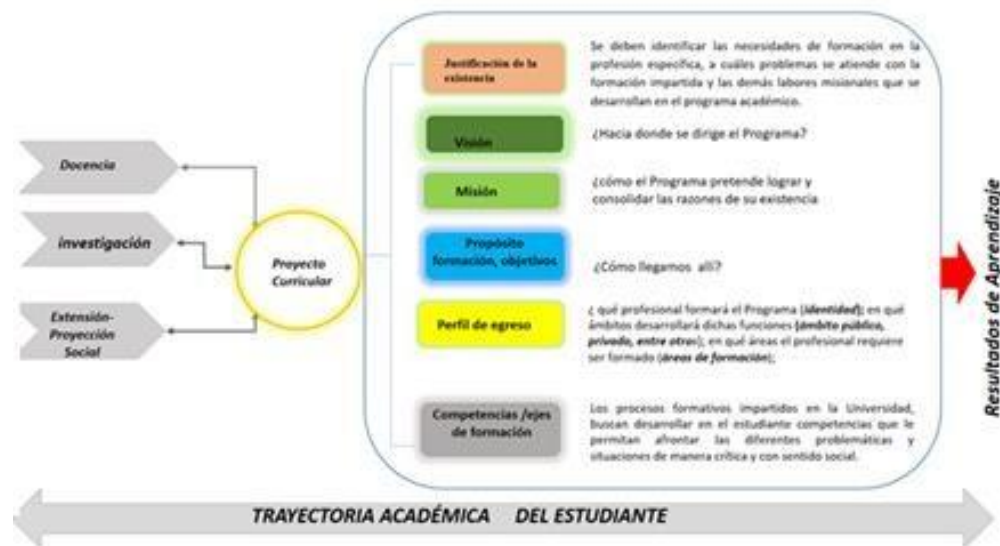 Docencia
investigación
Extensión-
Proyección
Social
Proyecto
Curricular
Justificación de la
existencia
Se deben identificar las necesidades de formación en la
profesión específica, a cuáles problemas se atiende con la
formación impartida y las demás labores misionales que se
desarrollan en el programa académico.
Visión
¿Hacia donde se dirige el Programa?
Misión
¿cómo el Programa pretende lograr y
consolidar las razones de su existencia
Propósito
formación, objetivos
¿Cómo llegamos allí?
Perfil de egreso
¿ qué profesional formará el Programa (identidad); en qué
ámbitos desarrollará dichas funciones (ámbito público,
privado, entre otros); en qué áreas el profesional requiere
ser formado (áreas de formación);
Competencias /ejes
de formación
Los procesos formativos impartidos en la Universidad,
buscan desarrollar en el estudiante competencias que le
permitan afrontar las diferentes problemáticas y
situaciones de manera crítica y con sentido social.
Resultados de Aprendizaje
TRAYECTORIA ACADÉMICA DEL ESTUDIANTE